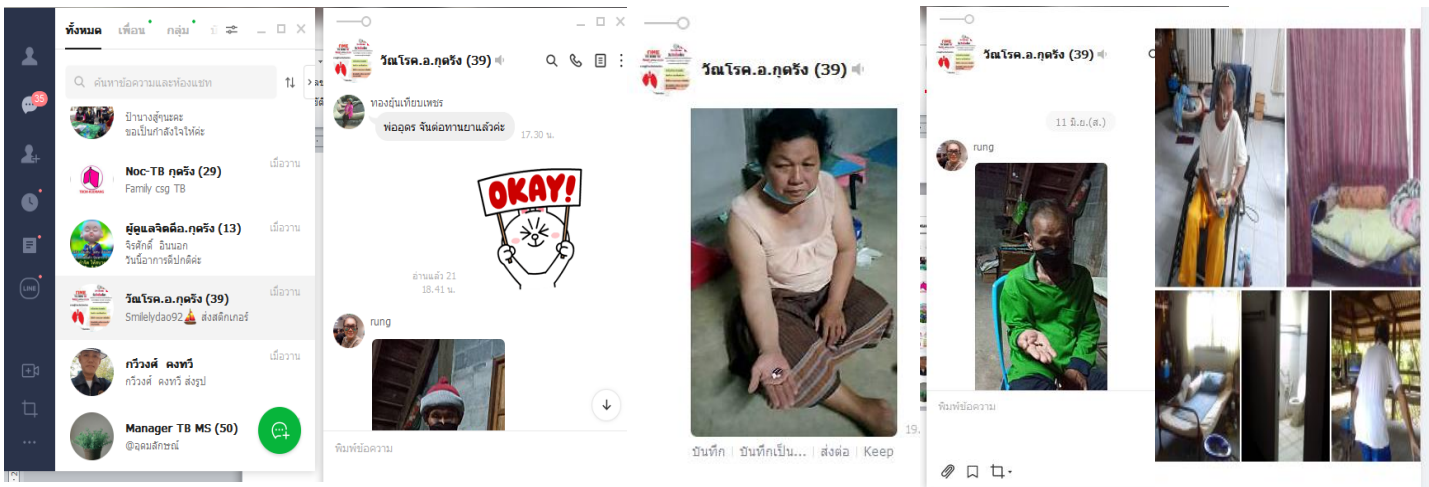 ทั้งหมด เพื่อน กลุ่ม
ค้นหาข้อความและห้องแชท
35
ป้านางสู้ๆนะคะ
ขอเป็นกำลังใจให้ค่ะ
Noc-TB กุดรัง (29)
เมื่อวาน
Family csg TB
ผู้ดูแลจิตดีอ.กุดรัง (13)
เมื่อวาน
จิรศักดิ์ อินนอก
วันนี้อาการดีปกติค่ะ
วัณโรค.อ.กุดรัง (39)
เมื่อวาน
Smilelydao92 ส่งสติกเกอร์
กวีวงศ์ คงทวี
เมื่อวาน
กวีวงศ์ คงทวี ส่งรูป
Manager TB MS (50)
@อุดมลักษณ์
LINE
วัณโรค.อ.กุดรัง (39)
ทองยุ้นเทียบเพชร
พ่ออุดร จันต่อทานยาแล้วค่ะ
17.30 น.
OKAY!
อ่านแล้ว 21
18.41 น.
rung
พิมพ์ข้อความ
วัณโรค.อ.กุดรัง (39)
19.
บันทึก | บันทึกเป็น... | ส่งต่อ | Keep
วัณโรค.อ.กุดรัง (39)
11 มิ.ย.(ส.)
rung
พิมพ์ข้อความ